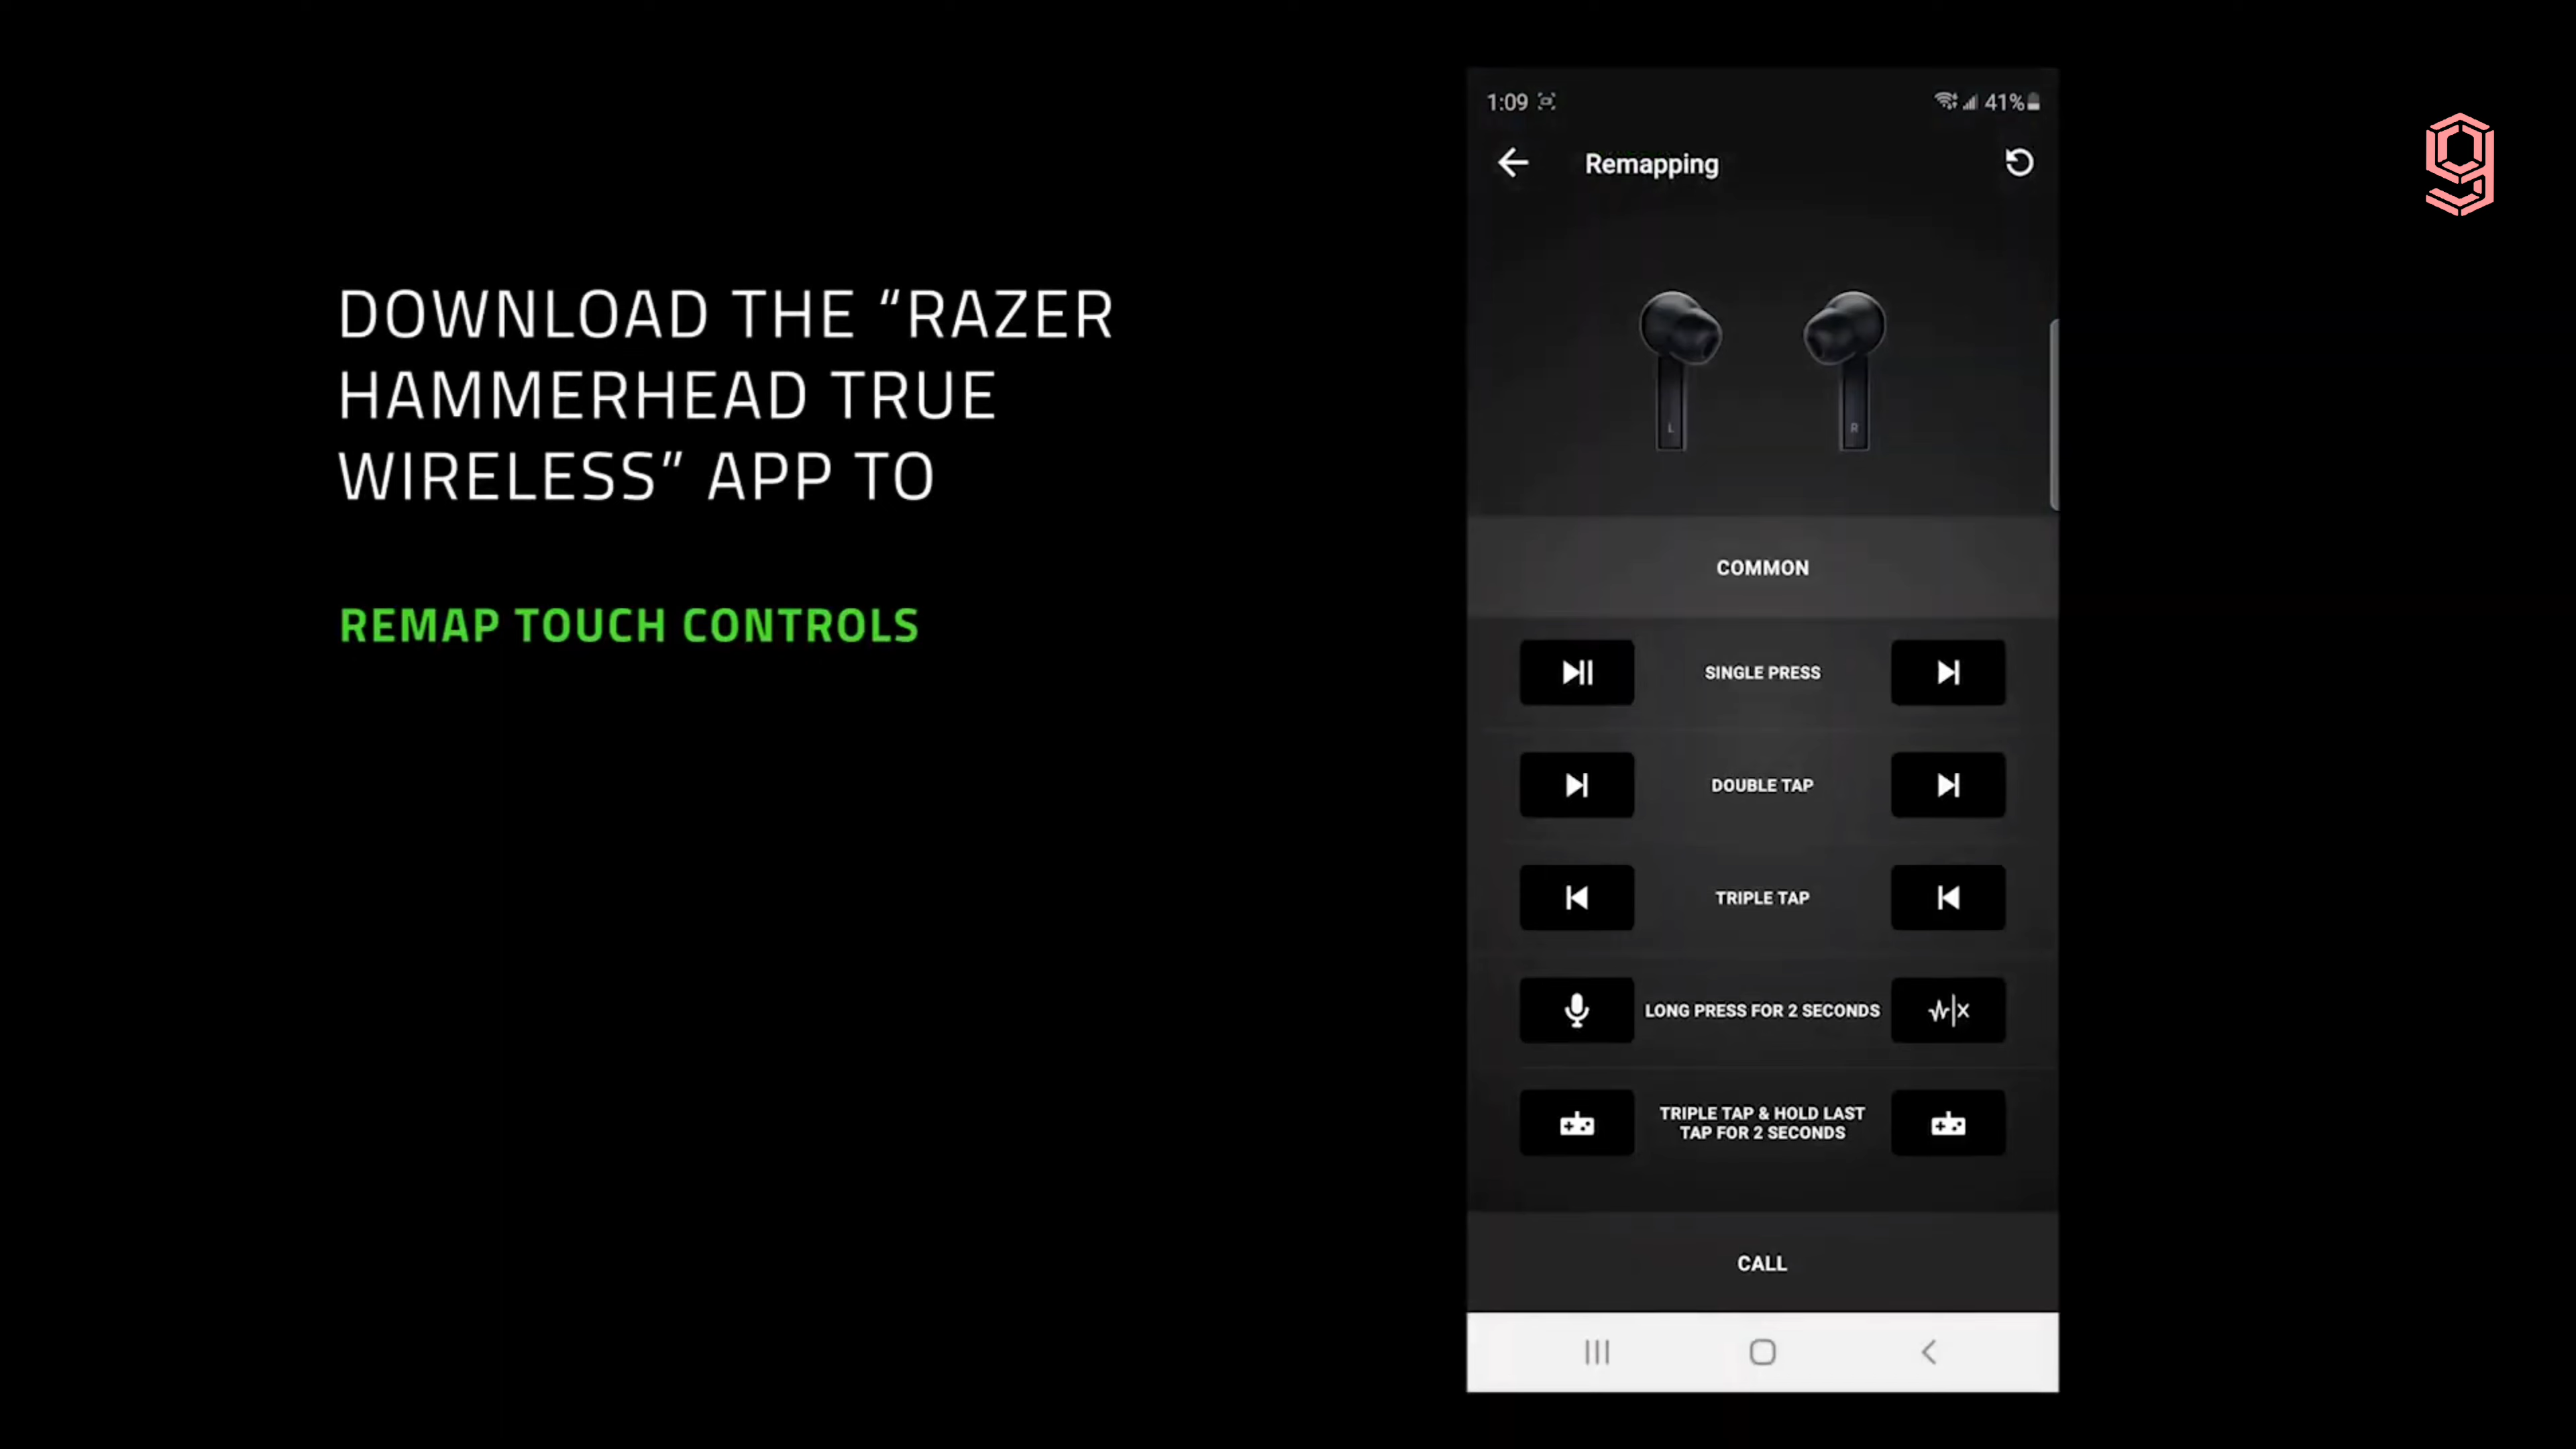 DOWNLOAD THE “RAZER
HAMMERHEAD TRUE
WIRELESS” APP TO
REMAP TOUCH CONTROLS
1:09 41%
Remapping
L R
COMMON
SINGLE PRESS
DOUBLE TAP
TRIPLE TAP
LONG PRESS FOR 2 SECONDS
TRIPLE TAP & HOLD LAST
TAP FOR 2 SECONDS
CALL
g